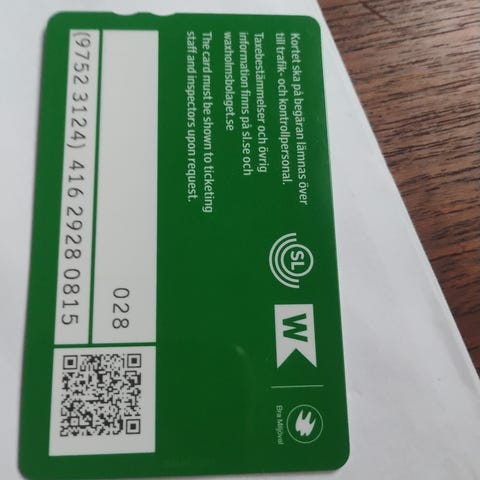 Kortet ska på begäran lämnas över
till trafik- och kontrollpersonal.
Taxebestämmelser och övrig
information finns på sl.se och
waxholmsbolaget.se
The card must be shown to ticketing
staff and inspectors upon request.
SL
W
Bra Miljöval
028
(9752 3124) 416 2928 0815